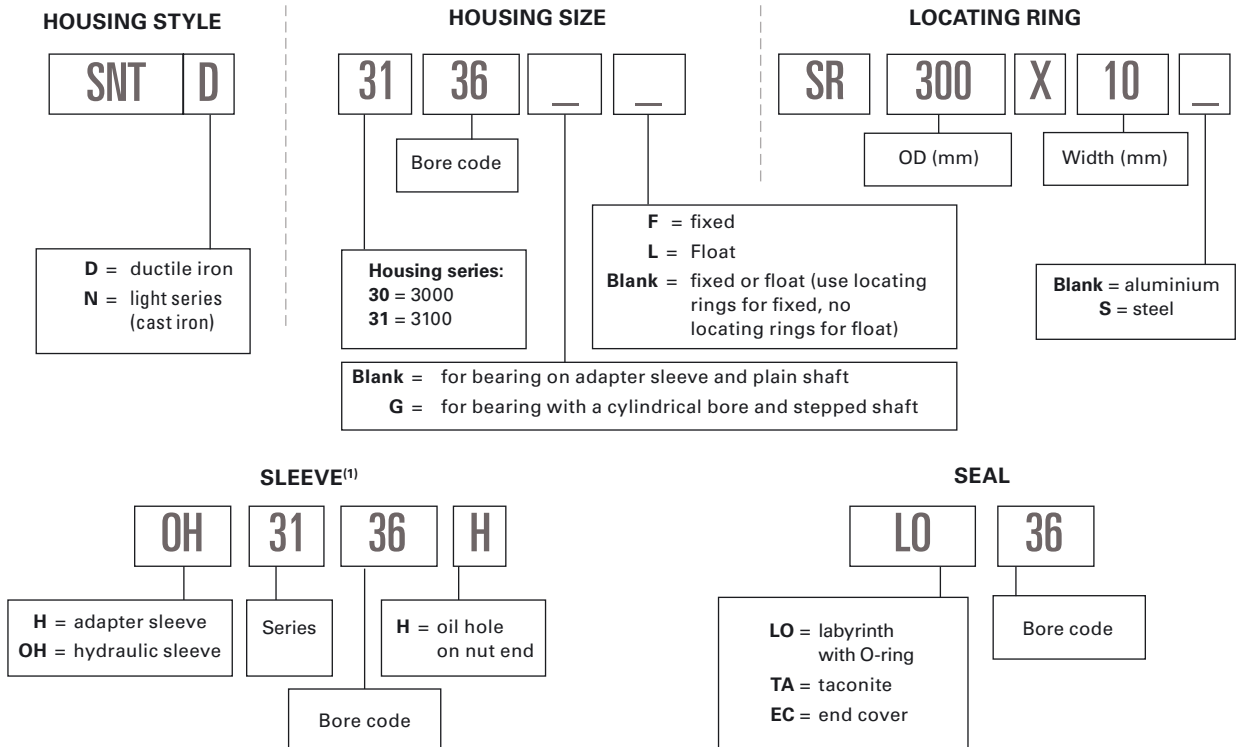 HOUSING STYLE
SNT D
D = ductile iron
N = light series
(cast iron)
HOUSING SIZE
31 36 _ _
Bore code
Housing series:
30 = 3000
31 = 3100
F = fixed
L = Float
Blank = fixed or float (use locating
rings for fixed, no
locating rings for float)
Blank = for bearing on adapter sleeve and plain shaft
G = for bearing with a cylindrical bore and stepped shaft
LOCATING RING
SR 300 X 10 _
OD (mm)
Width (mm)
Blank = aluminium
S = steel
SLEEVE(1)
OH 31 36 H
H = adapter sleeve
OH = hydraulic sleeve
Series
Bore code
H = oil hole
on nut end
SEAL
LO 36
LO = labyrinth
with O-ring
TA = taconite
EC = end cover
Bore code